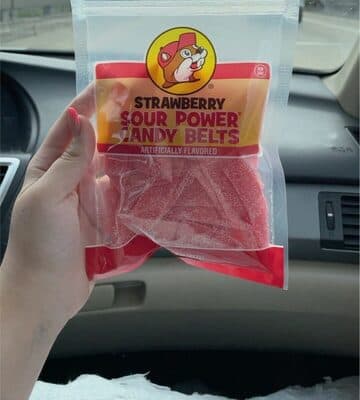 STRAWBERRY
SOUR POWER
CANDY BELTS
ARTIFICIALLY FLAVORED